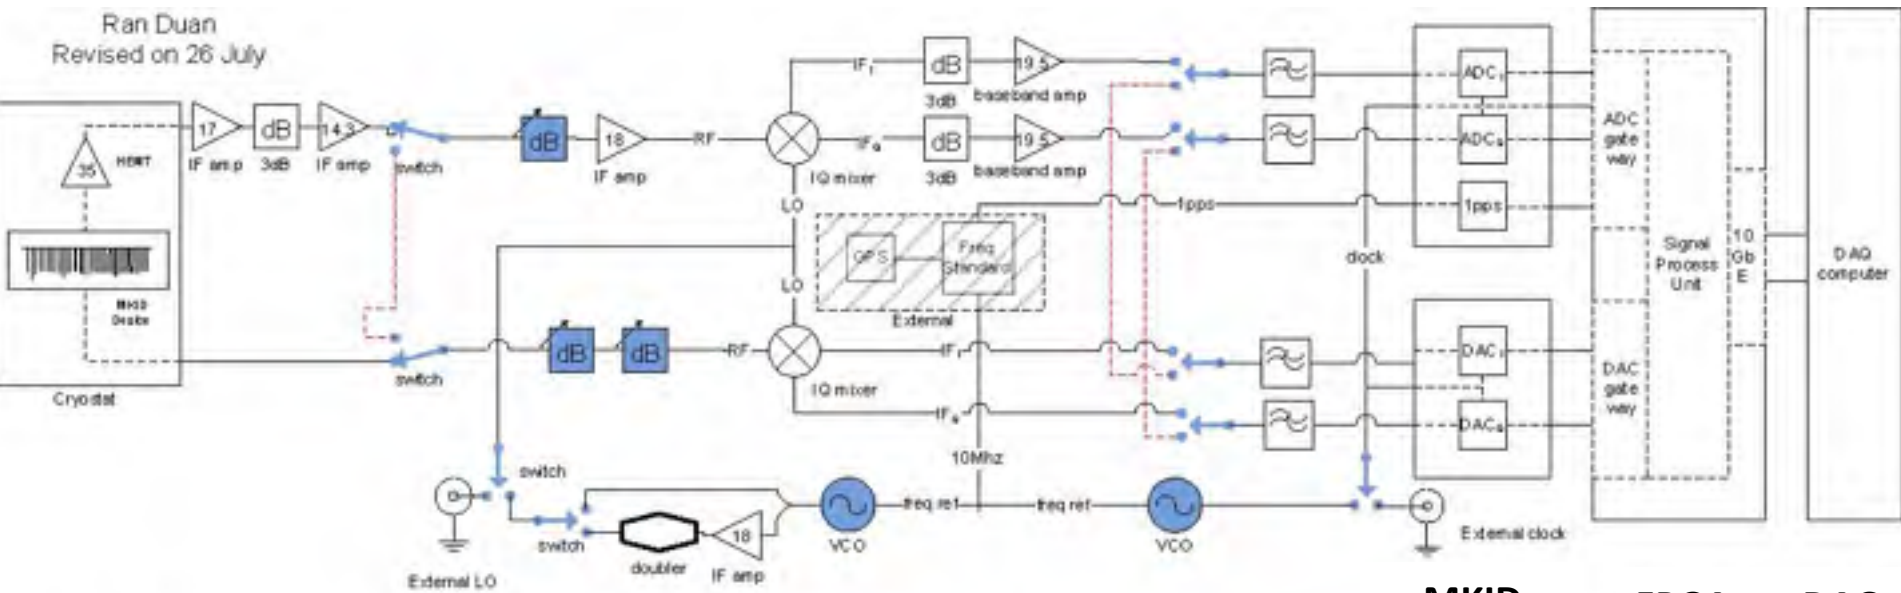 Ran Duan
Revised on 26 July
17
IF amp
dB
3dB
14.3
IF amp
switch
35
HEMT
MKID
Device
Cryostat
switch
dB
18
IF amp
RF
IQ mixer
LO
LO
IF
dB
3dB
19.5
baseband amp
IF
dB
3dB
19.5
baseband amp
GPS
Freq
Standard
External
1pps
clock
ADC
ADC
1pps
ADC
gate
way
Signal
Process
Unit
10
Gb
E
DAQ
computer
dB
dB
RF
IQ mixer
IF
IF
DAC
DAC
DAC
gate
way
10Mhz
switch
switch
External LO
doubler
18
IF amp
VCO
freq ref
freq ref
VCO
External clock
MKID